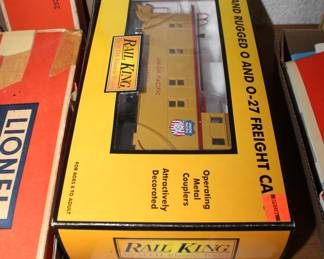 RAIL KING
AND RUGGED O AND O-27 FREIGHT CA
UNION PACIFIC
Operating
Metal
Couplers
Attractively
Decorated
FOR AGES 8 TO ADULT
LIONEL
RAIL KING